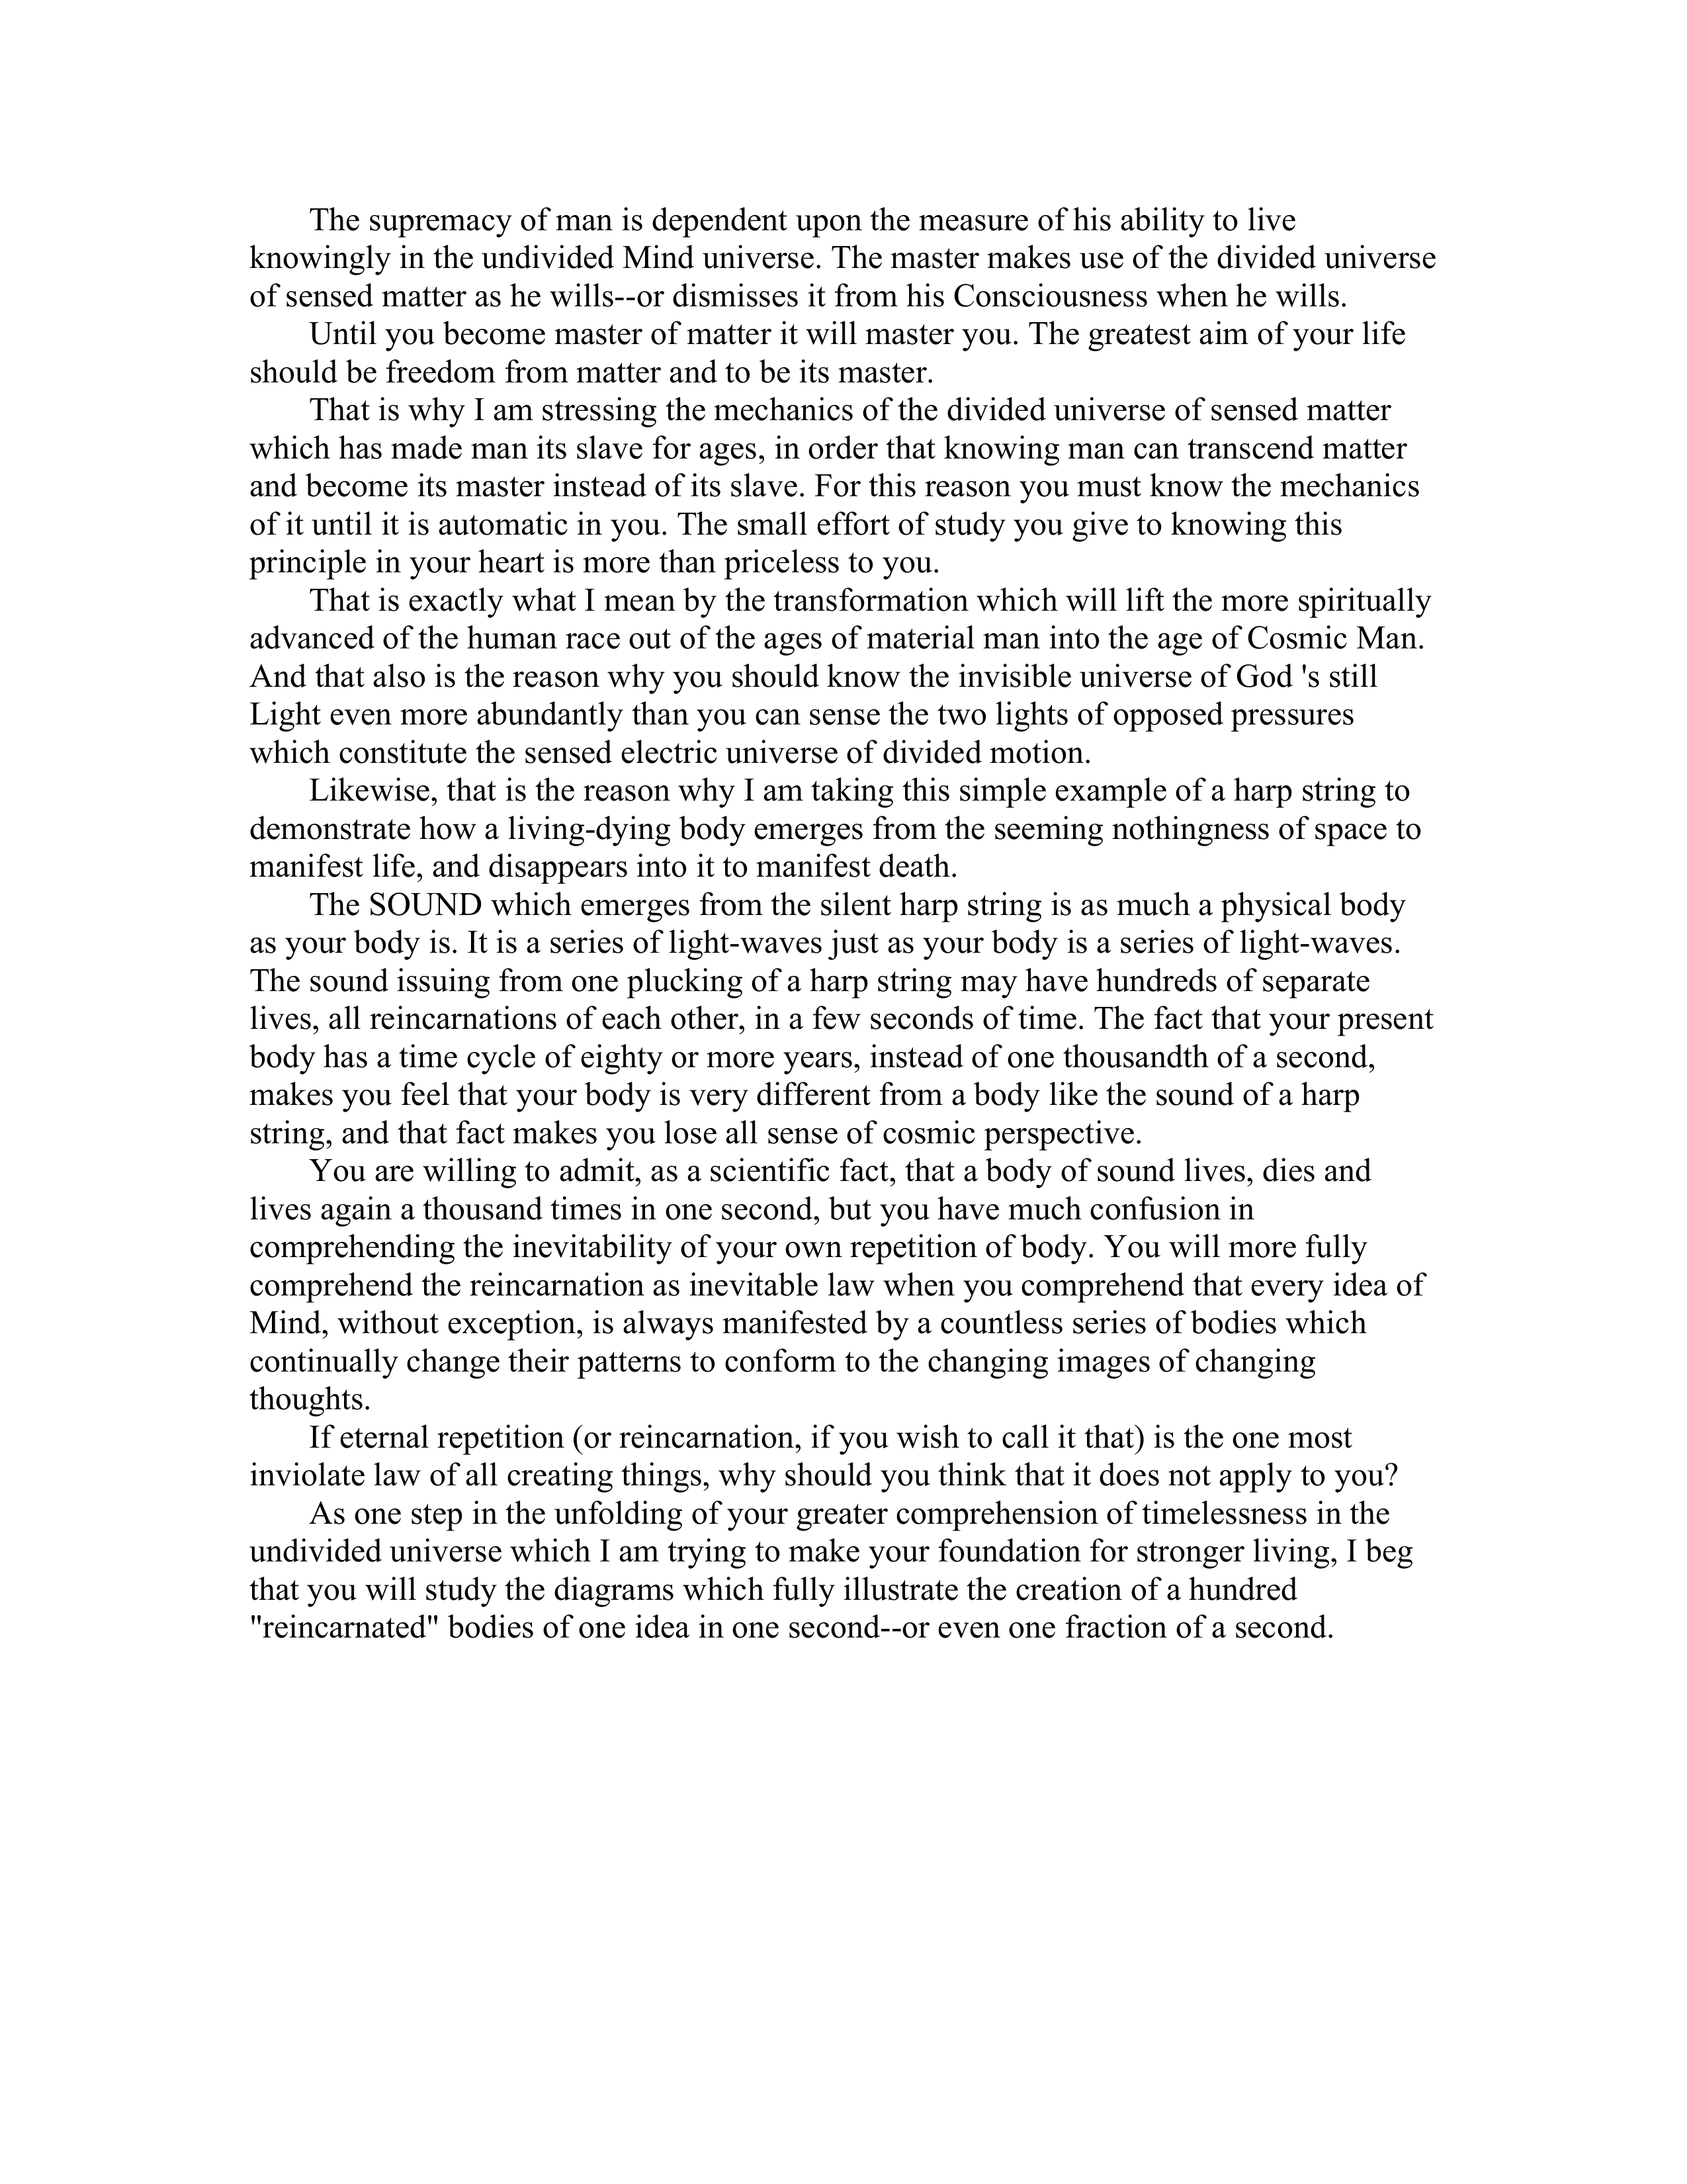 The supremacy of man is dependent upon the measure of his ability to live
knowingly in the undivided Mind universe. The master makes use of the divided universe
of sensed matter as he wills--or dismisses it from his Consciousness when he wills.
Until you become master of matter it will master you. The greatest aim of your life
should be freedom from matter and to be its master.
That is why I am stressing the mechanics of the divided universe of sensed matter
which has made man its slave for ages, in order that knowing man can transcend matter
and become its master instead of its slave. For this reason you must know the mechanics
of it until it is automatic in you. The small effort of study you give to knowing this
principle in your heart is more than priceless to you.
That is exactly what I mean by the transformation which will lift the more spiritually
advanced of the human race out of the ages of material man into the age of Cosmic Man.
And that also is the reason why you should know the invisible universe of God 's still
Light even more abundantly than you can sense the two lights of opposed pressures
which constitute the sensed electric universe of divided motion.
Likewise, that is the reason why I am taking this simple example of a harp string to
demonstrate how a living-dying body emerges from the seeming nothingness of space to
manifest life, and disappears into it to manifest death.
The SOUND which emerges from the silent harp string is as much a physical body
as your body is. It is a series of light-waves just as your body is a series of light-waves.
The sound issuing from one plucking of a harp string may have hundreds of separate
lives, all reincarnations of each other, in a few seconds of time. The fact that your present
body has a time cycle of eighty or more years, instead of one thousandth of a second,
makes you feel that your body is very different from a body like the sound of a harp
string, and that fact makes you lose all sense of cosmic perspective.
You are willing to admit, as a scientific fact, that a body of sound lives, dies and
lives again a thousand times in one second, but you have much confusion in
comprehending the inevitability of your own repetition of body. You will more fully
comprehend the reincarnation as inevitable law when you comprehend that every idea of
Mind, without exception, is always manifested by a countless series of bodies which
continually change their patterns to conform to the changing images of changing
thoughts.
If eternal repetition (or reincarnation, if you wish to call it that) is the one most
inviolate law of all creating things, why should you think that it does not apply to you?
As one step in the unfolding of your greater comprehension of timelessness in the
undivided universe which I am trying to make your foundation for stronger living, I beg
that you will study the diagrams which fully illustrate the creation of a hundred
"reincarnated" bodies of one idea in one second--or even one fraction of a second.